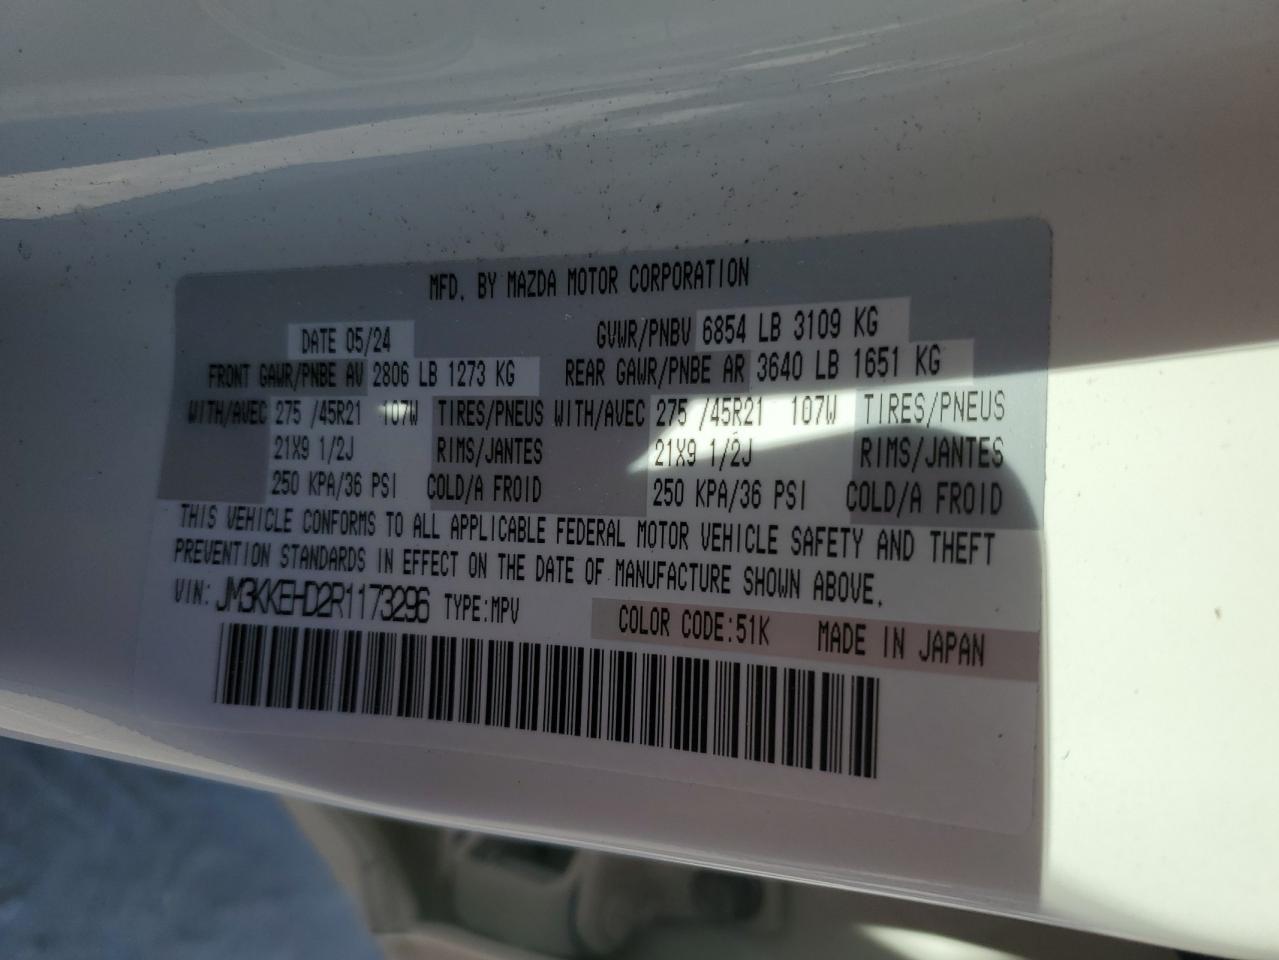 MFD. BY MAZDA MOTOR CORPORATION
DATE 05/24 GVWR/PNBV 6854 LB 3109 KG
FRONT GAWR/PNBE AV 2806 LB 1273 KG REAR GAWR/PNBE AR 3640 LB 1651 KG
WITH/AVEC 275 /45R21 107W TIRES/PNEUS WITH/AVEC 275 /45R21 107W TIRES/PNEUS
21X9 1/2J RIMS/JANTES 21X9 1/2J RIMS/JANTES
250 KPA/36 PSI COLD/A FROID 250 KPA/36 PSI COLD/A FROID
THIS VEHICLE CONFORMS TO ALL APPLICABLE FEDERAL MOTOR VEHICLE SAFETY AND THEFT
PREVENTION STANDARDS IN EFFECT ON THE DATE OF MANUFACTURE SHOWN ABOVE.
VIN: JM3KKEHD2R1173296 TYPE:MPV COLOR CODE:51K MADE IN JAPAN